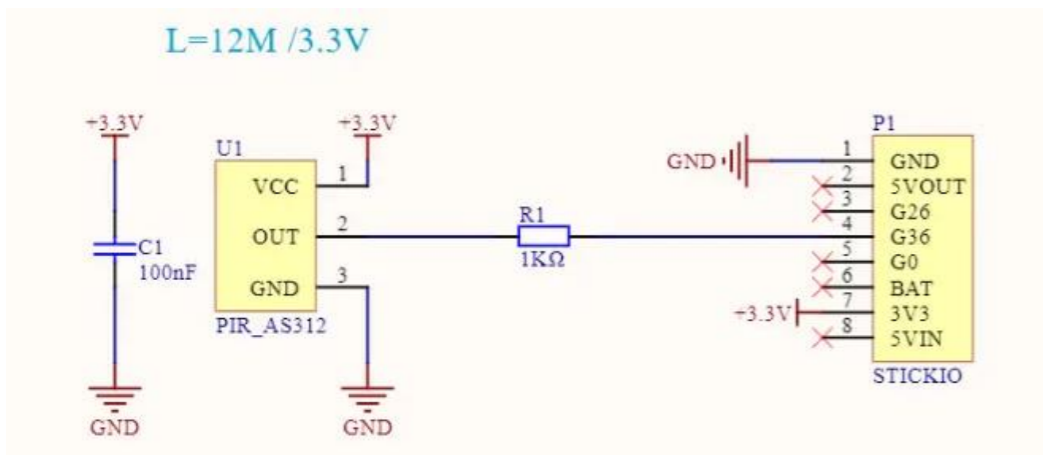 L=12M /3.3V
+3.3V
C1
100nF
GND
U1
VCC
OUT
GND
PIR_AS312
1
2
3
+3.3V
GND
R1
1KΩ
GND
+3.3V
P1
1 GND
2 5VOUT
3 G26
4 G36
5 G0
6 BAT
7 3V3
8 5VIN
STICKIO